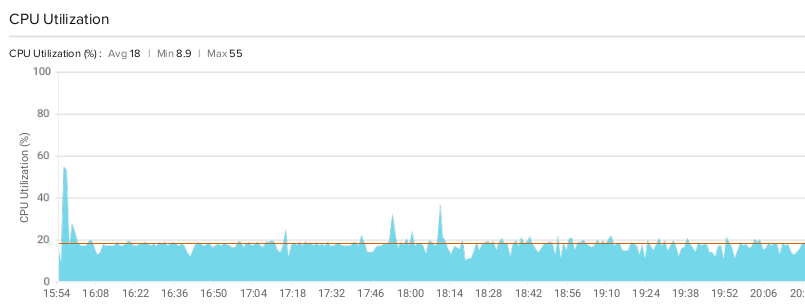 CPU Utilization
CPU Utilization (%): Avg 18 | Min 8.9 | Max 55
100
80
60
40
20
0
CPU Utilization (%)
15:54 16:08 16:22 16:36 16:50 17:04 17:18 17:32 17:46 18:00 18:14 18:28 18:42 18:56 19:10 19:24 19:38 19:52 20:06 20: